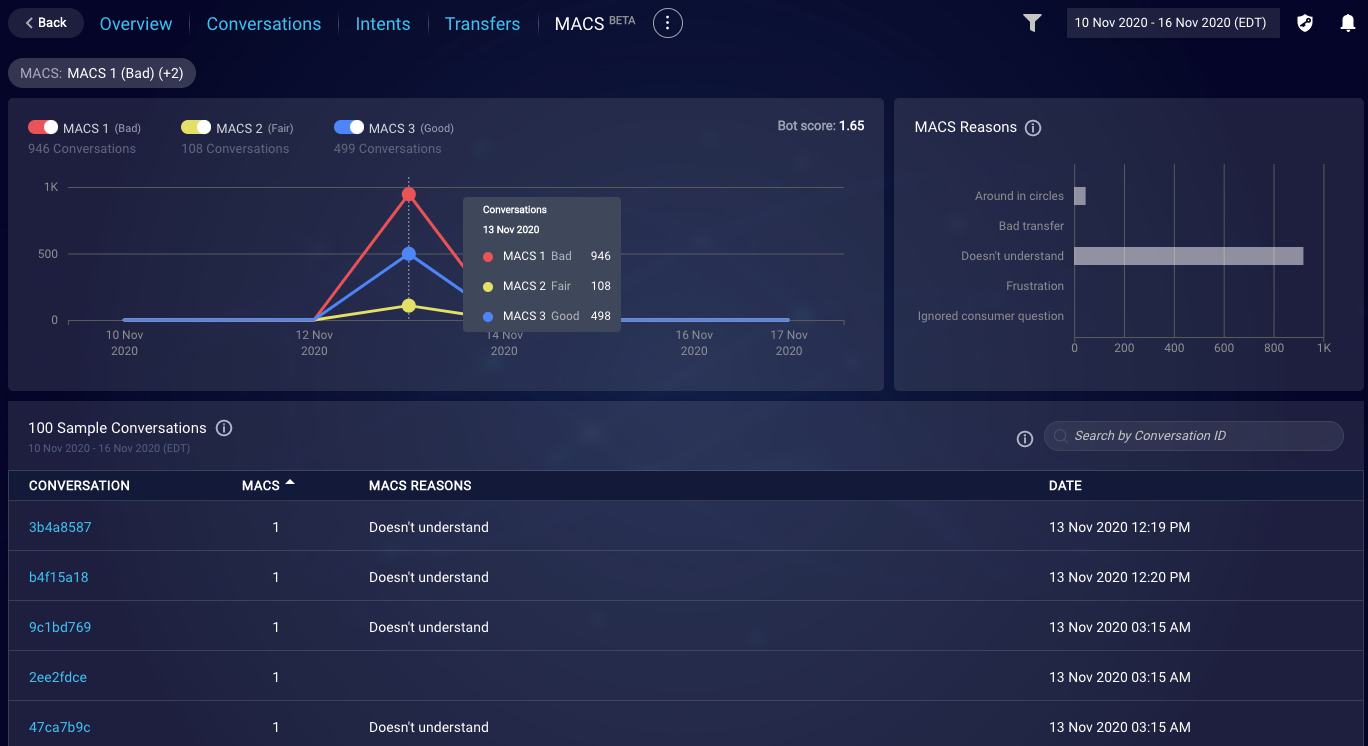 Back
Overview
Conversations
Intents
Transfers
MACS BETA
10 Nov 2020 - 16 Nov 2020 (EDT)
MACS: MACS 1 (Bad) (+2)
MACS 1 (Bad)
946 Conversations
MACS 2 (Fair)
108 Conversations
MACS 3 (Good)
499 Conversations
Bot score: 1.65
1K
500
0
10 Nov
2020
12 Nov
2020
14 Nov
2020
16 Nov
2020
17 Nov
2020
Conversations
13 Nov 2020
MACS 1 Bad 946
MACS 2 Fair 108
MACS 3 Good 498
MACS Reasons
Around in circles
Bad transfer
Doesn't understand
Frustration
Ignored consumer question
0 200 400 600 800 1K
100 Sample Conversations
10 Nov 2020 - 16 Nov 2020 (EDT)
Search by Conversation ID
CONVERSATION MACS MACS REASONS DATE
3b4a8587 1 Doesn't understand 13 Nov 2020 12:19 PM
b4f15a18 1 Doesn't understand 13 Nov 2020 12:20 PM
9c1bd769 1 Doesn't understand 13 Nov 2020 03:15 AM
2ee2fdce 1 13 Nov 2020 03:15 AM
47ca7b9c 1 Doesn't understand 13 Nov 2020 03:15 AM